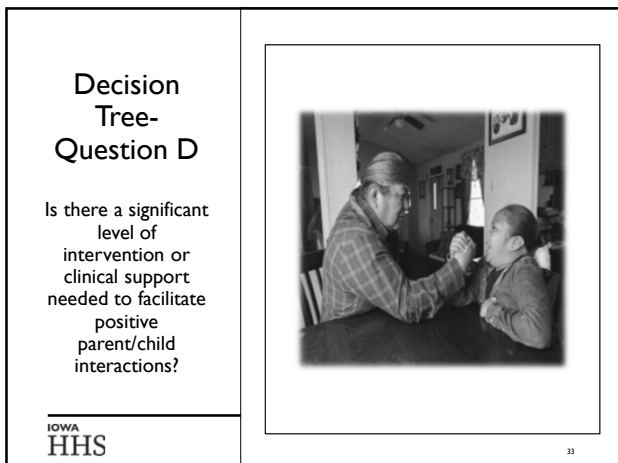 Decision
Tree-
Question D
Is there a significant
level of
intervention or
clinical support
needed to facilitate
positive
parent/child
interactions?
IOWA
HHS
33